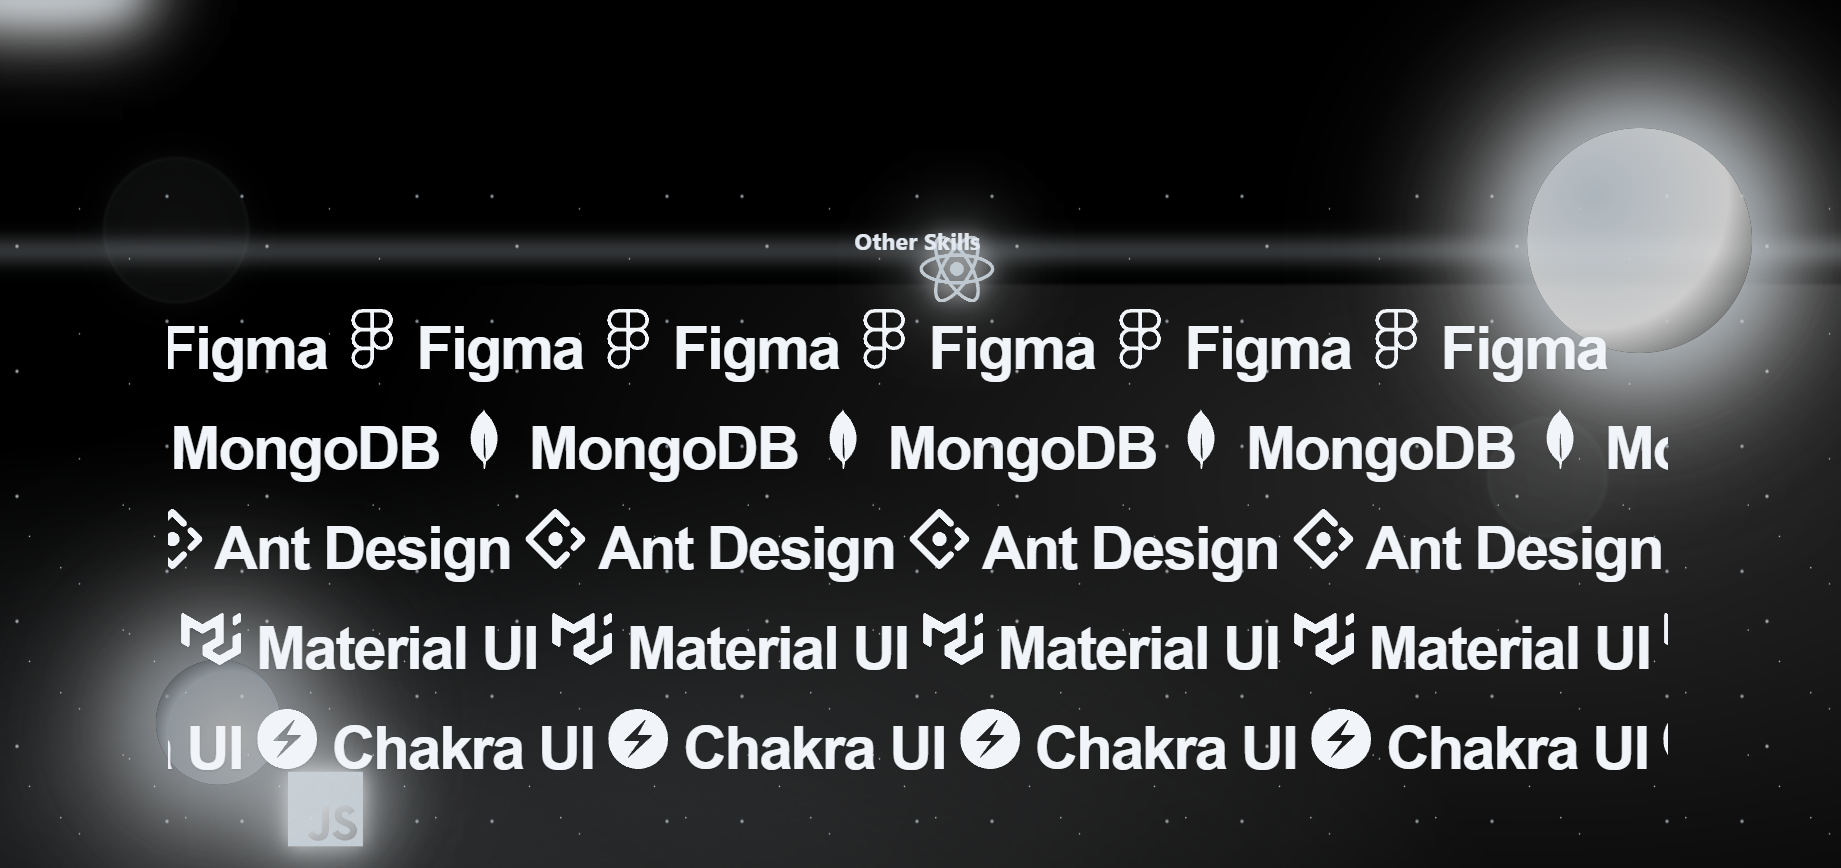 Other Skills
Figma Figma Figma Figma Figma Figma
MongoDB MongoDB MongoDB MongoDB
Ant Design Ant Design Ant Design Ant Design
Material UI Material UI Material UI Material UI
UI Chakra UI Chakra UI Chakra UI Chakra UI
JS